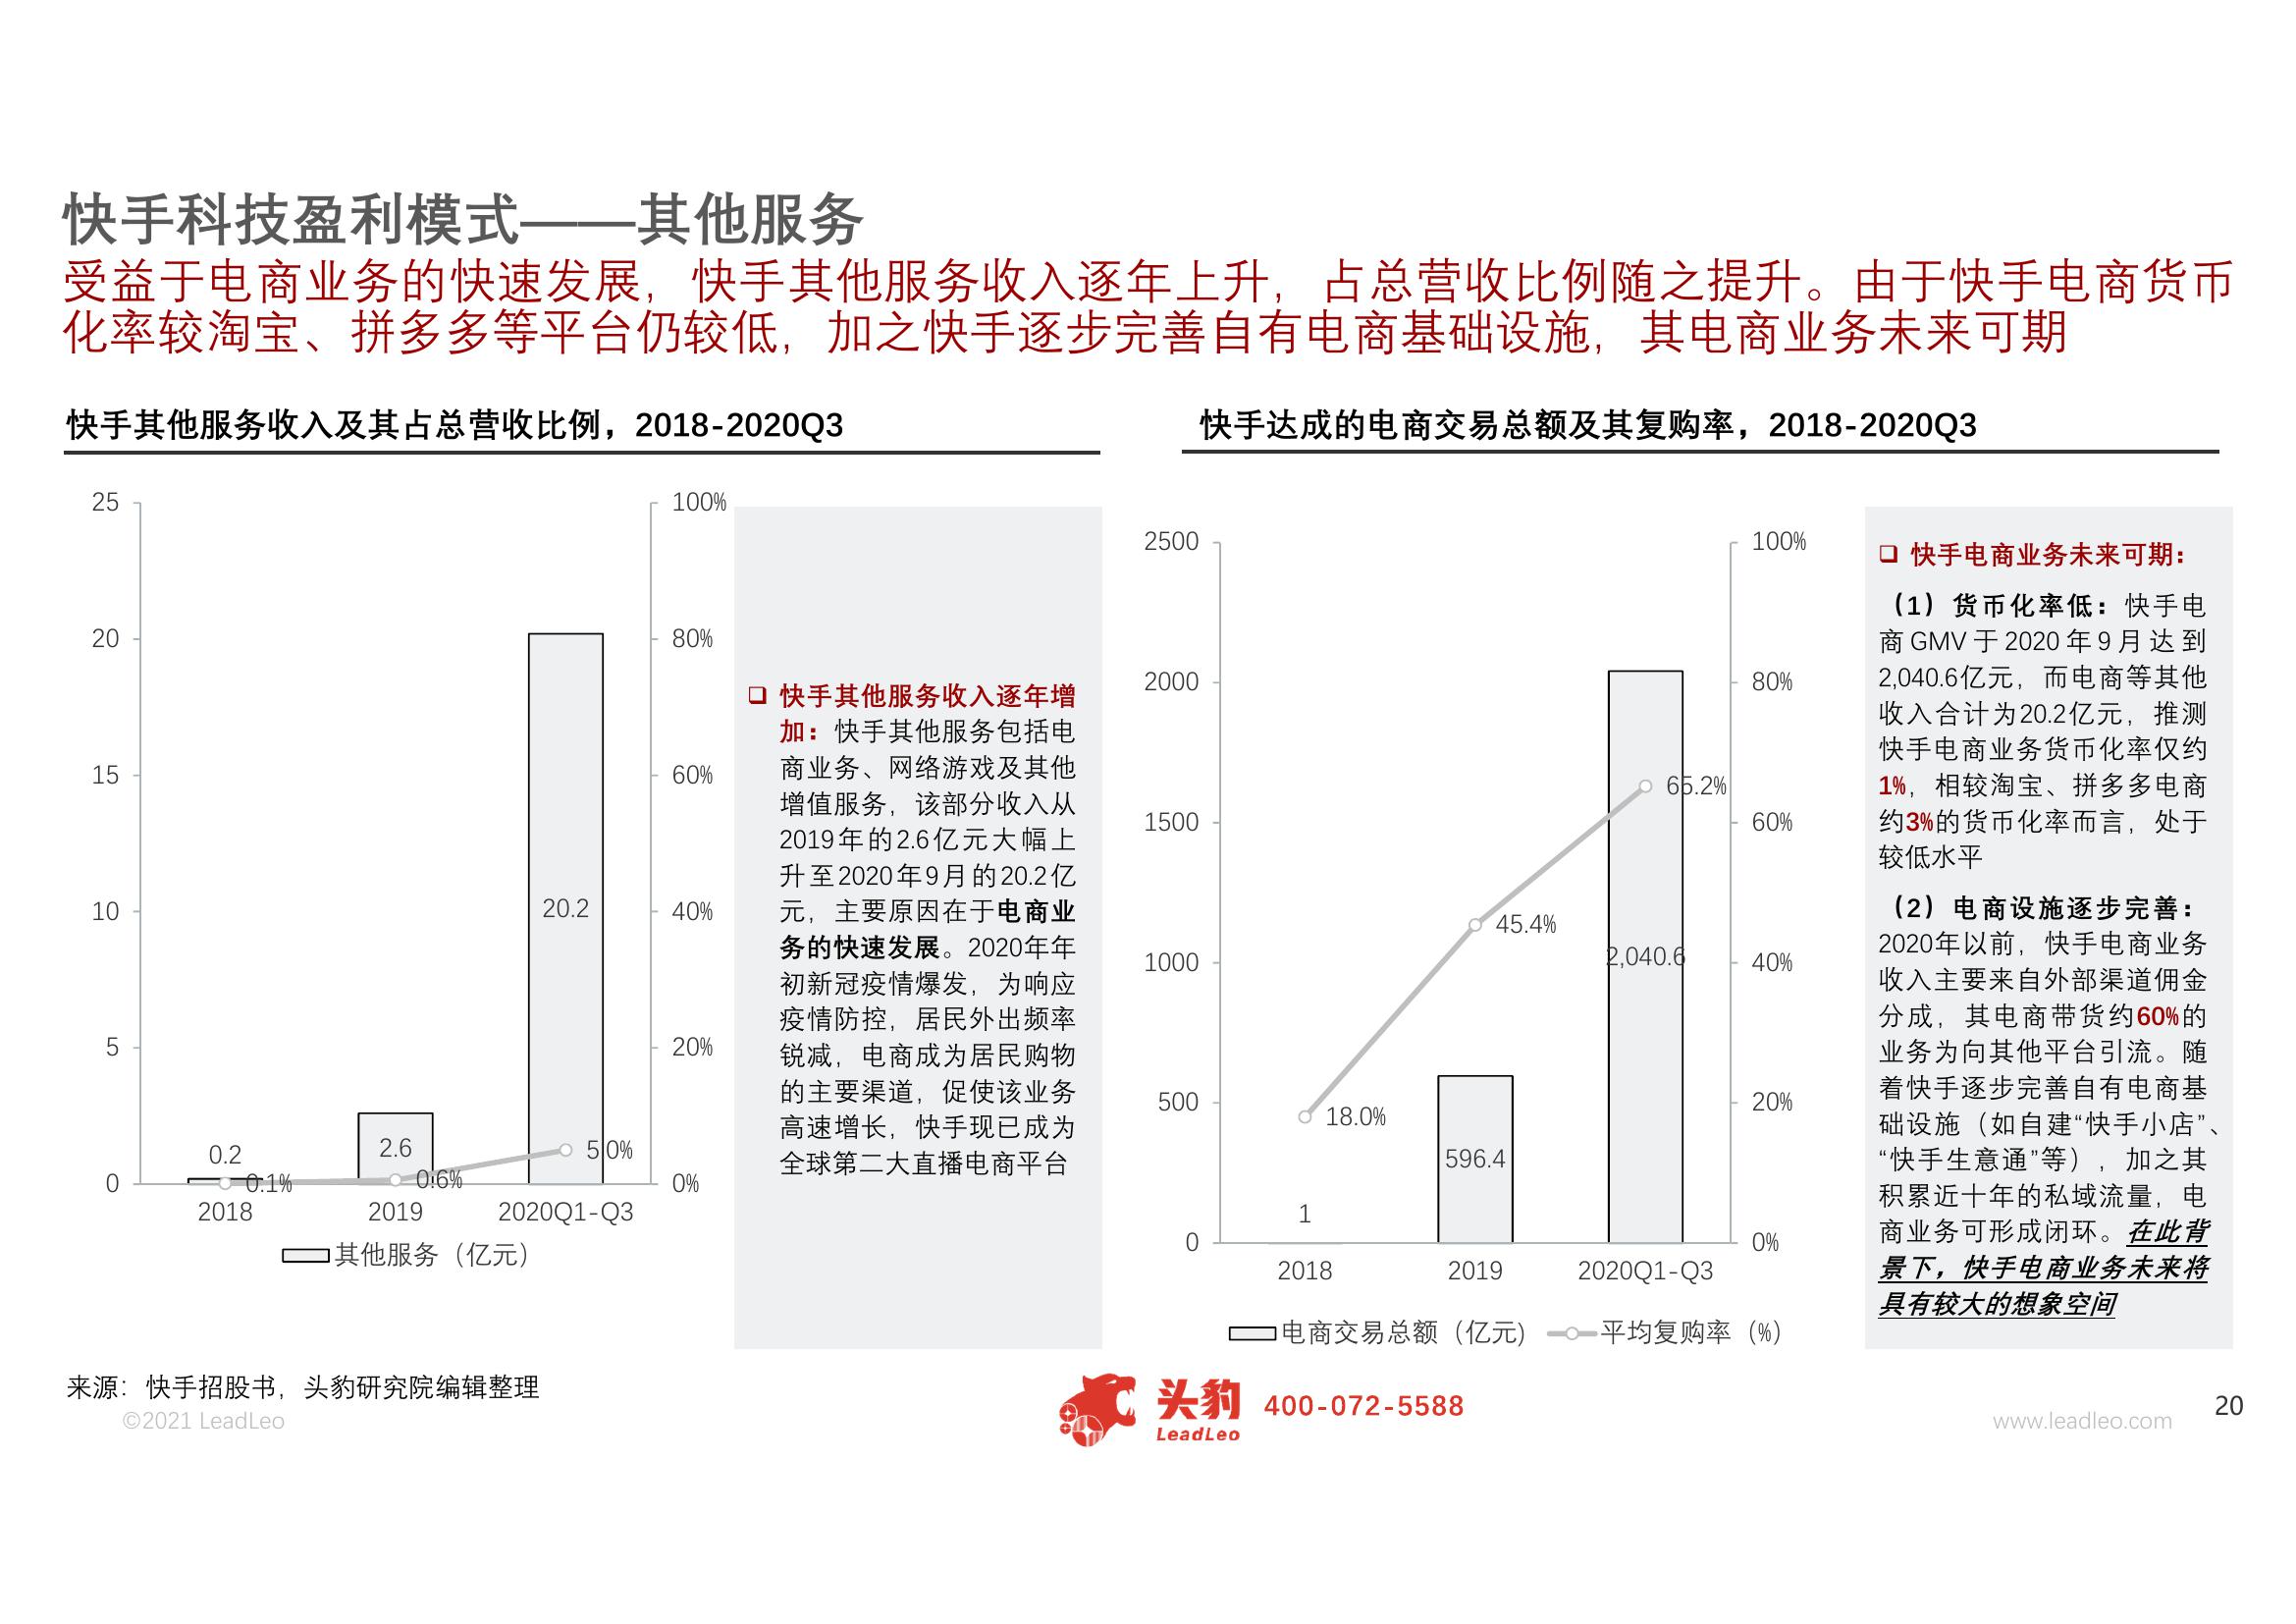 快手科技盈利模式——其他服务
受益于电商业务的快速发展，快手其他服务收入逐年上升，占总营收比例随之提升。由于快手电商货币
化率较淘宝、拼多多等平台仍较低，加之快手逐步完善自有电商基础设施，其电商业务未来可期
快手其他服务收入及其占总营收比例，2018-2020Q3
25
20
15
10
5
0
100%
80%
60%
40%
20%
0%
0.2
2.6
20.2
0.1%
0.6%
5.0%
2018
2019
2020Q1-Q3
其他服务（亿元）
❑ 快手其他服务收入逐年增
加：快手其他服务包括电
商业务、网络游戏及其他
增值服务，该部分收入从
2019年的2.6亿元大幅上
升至2020年9月的20.2亿
元，主要原因在于电商业
务的快速发展。2020年年
初新冠疫情爆发，为响应
疫情防控，居民外出频率
锐减，电商成为居民购物
的主要渠道，促使该业务
高速增长，快手现已成为
全球第二大直播电商平台
快手达成的电商交易总额及其复购率，2018-2020Q3
2500
2000
1500
1000
500
0
100%
80%
60%
40%
20%
0%
1
596.4
2,040.6
18.0%
45.4%
65.2%
2018
2019
2020Q1-Q3
电商交易总额（亿元)
平均复购率（%）
❑ 快手电商业务未来可期：
（1）货币化率低：快手电
商GMV于2020年9月达到
2,040.6亿元，而电商等其他
收入合计为20.2亿元，推测
快手电商业务货币化率仅约
1%，相较淘宝、拼多多电商
约3%的货币化率而言，处于
较低水平
（2）电商设施逐步完善：
2020年以前，快手电商业务
收入主要来自外部渠道佣金
分成，其电商带货约60%的
业务为向其他平台引流。随
着快手逐步完善自有电商基
础设施（如自建“快手小店”、
“快手生意通”等），加之其
积累近十年的私域流量，电
商业务可形成闭环。在此背
景下，快手电商业务未来将
具有较大的想象空间
来源：快手招股书，头豹研究院编辑整理
©2021 LeadLeo
头豹
LeadLeo
400-072-5588
www.leadleo.com
20